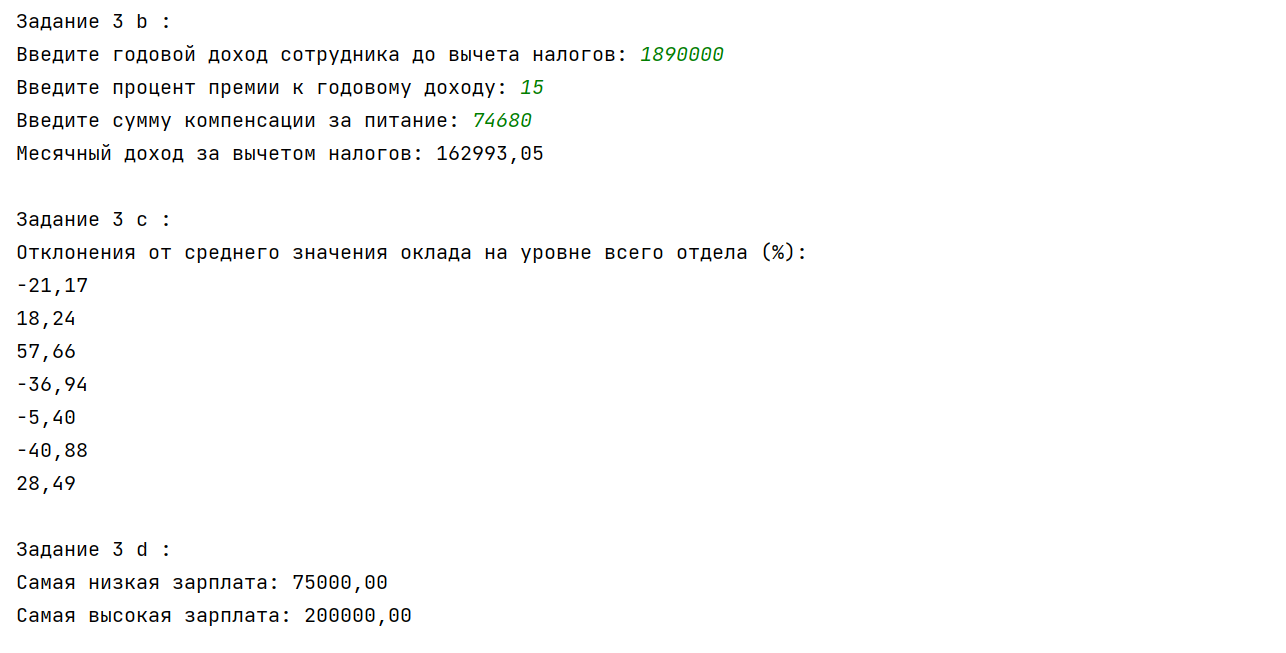 Задание 3 b :
Введите годовой доход сотрудника до вычета налогов: 1890000
Введите процент премии к годовому доходу: 15
Введите сумму компенсации за питание: 74680
Месячный доход за вычетом налогов: 162993,05
Задание 3 c :
Отклонения от среднего значения оклада на уровне всего отдела (%):
-21,17
18,24
57,66
-36,94
-5,40
-40,88
28,49
Задание 3 d :
Самая низкая зарплата: 75000,00
Самая высокая зарплата: 200000,00